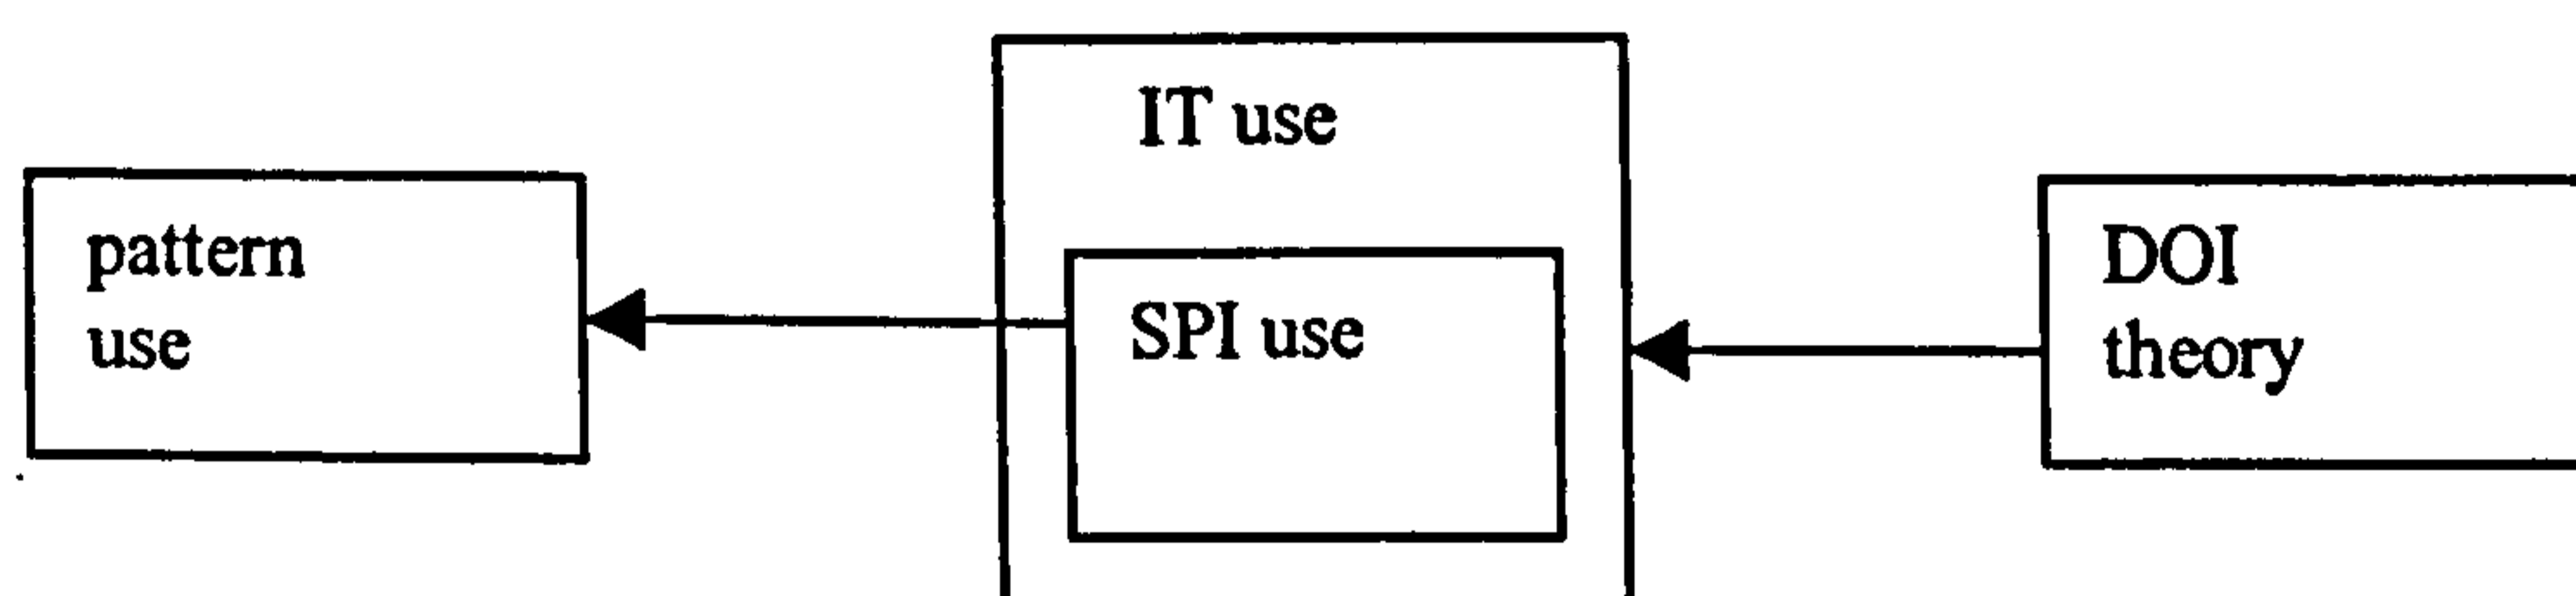 IT use
pattern
use
SPI use
DOI
theory